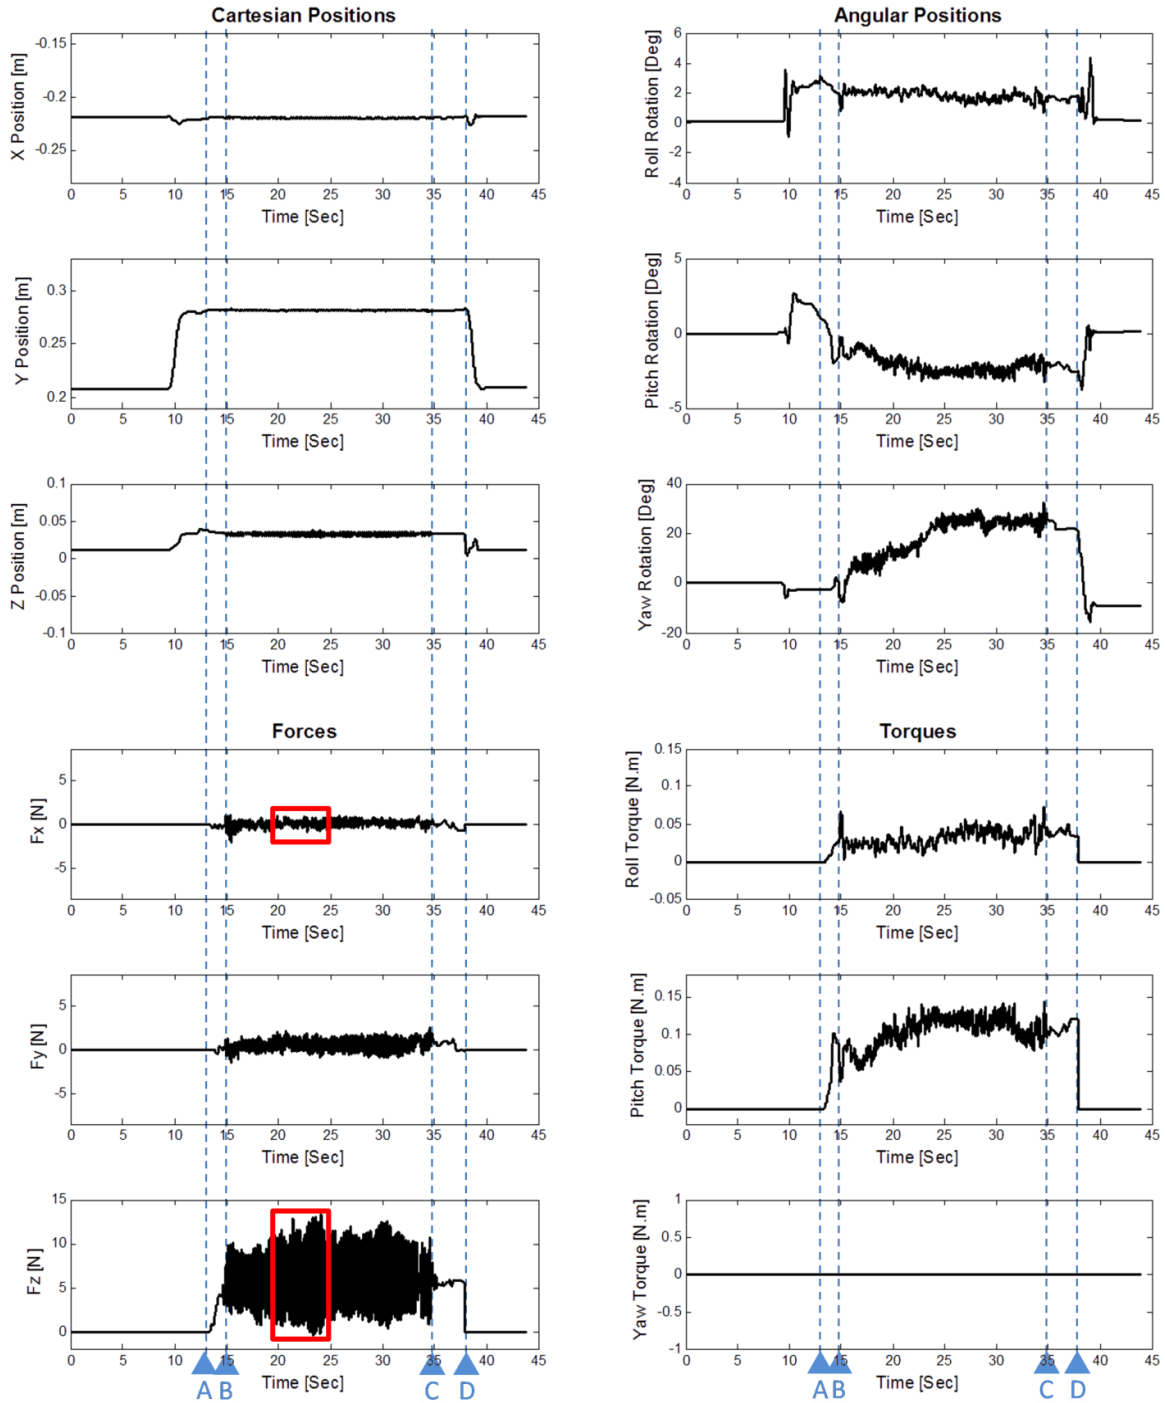 Cartesian Positions
-0.15
-0.2
-0.25
X Position [m]
0 5 10 15 20 25 30 35 40 45
Time [Sec]
0.3
0.25
0.2
Y Position [m]
0 5 10 15 20 25 30 35 40 45
Time [Sec]
0.1
0.05
0
-0.05
-0.1
Z Position [m]
0 5 10 15 20 25 30 35 40 45
Time [Sec]
Forces
5
0
-5
Fx [N]
0 5 10 15 20 25 30 35 40 45
Time [Sec]
5
0
-5
Fy [N]
0 5 10 15 20 25 30 35 40 45
Time [Sec]
15
10
5
0
Fz [N]
0 5 10 15 20 25 30 35 40 45
Time [Sec]
A B C D
Angular Positions
6
4
2
0
-2
-4
Roll Rotation [Deg]
0 5 10 15 20 25 30 35 40 45
Time [Sec]
5
0
-5
Pitch Rotation [Deg]
0 5 10 15 20 25 30 35 40 45
Time [Sec]
40
20
0
-20
Yaw Rotation [Deg]
0 5 10 15 20 25 30 35 40 45
Time [Sec]
Torques
0.15
0.1
0.05
0
-0.05
Roll Torque [N.m]
0 5 10 15 20 25 30 35 40 45
Time [Sec]
0.15
0.1
0.05
0
Pitch Torque [N.m]
0 5 10 15 20 25 30 35 40 45
Time [Sec]
1
0.5
0
-0.5
-1
Yaw Torque [N.m]
0 5 10 15 20 25 30 35 40 45
Time [Sec]
A B C D